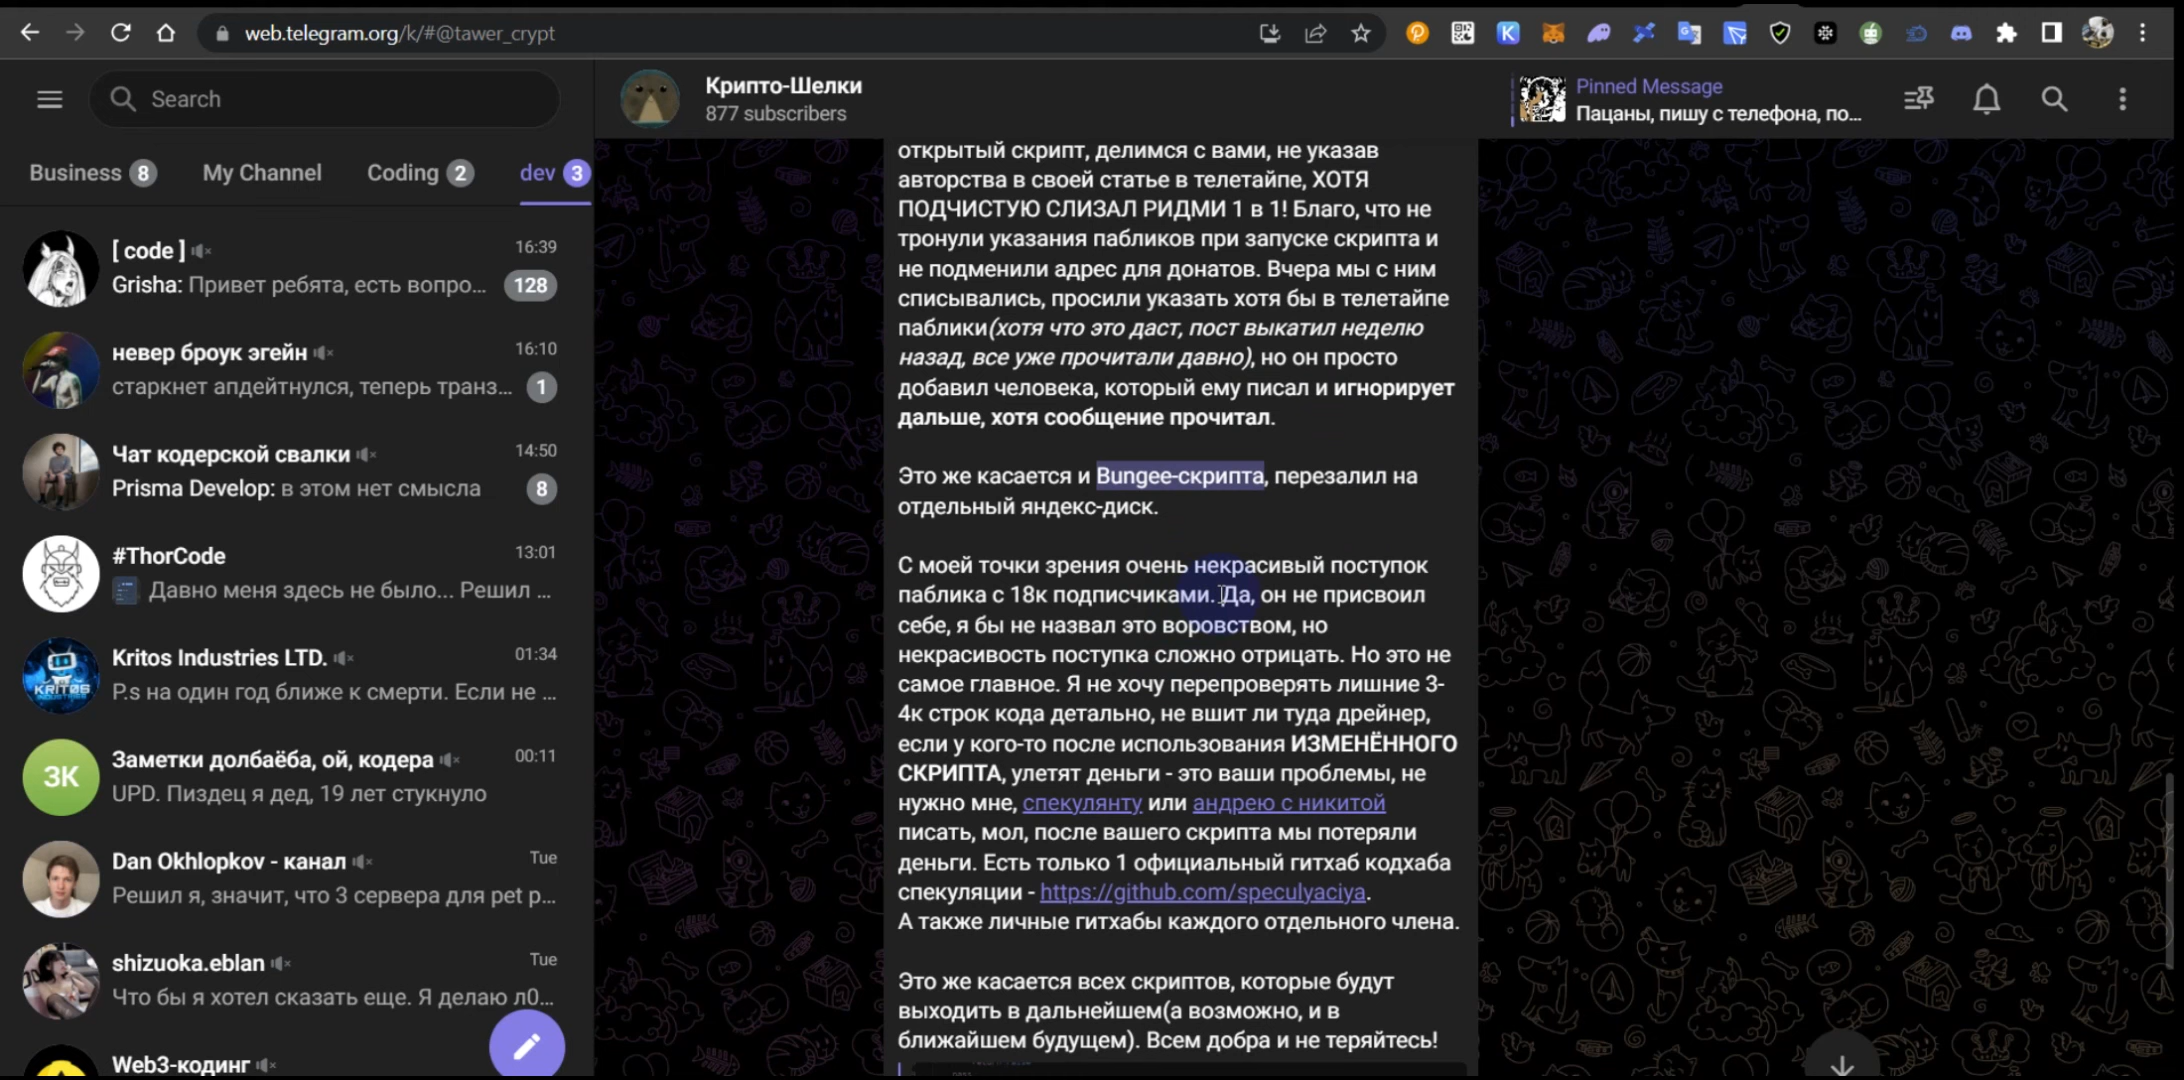 web.telegram.org/k/#@tawer_crypt
Search
Business 8
My Channel
Coding 2
dev 3
[ code ]
16:39
Grisha: Привет ребята, есть вопро...
128
невер броук эгейн
16:10
старкнет апдейтнулся, теперь транз...
1
Чат кодерской свалки
14:50
Prisma Develop: в этом нет смысла
8
#ThorCode
13:01
Давно меня здесь не было... Решил ...
KRITOS
Kritos Industries LTD.
01:34
P.s на один год ближе к смерти. Если не ...
ЗК
Заметки долбаёба, ой, кодера
00:11
UPD. Пиздец я дед, 19 лет стукнуло
Dan Okhlopkov - канал
Tue
Решил я, значит, что 3 сервера для pet p...
shizuoka.eblan
Tue
Что бы я хотел сказать еще. Я делаю л0...
Web3-кодинг
Крипто-Шелки
877 subscribers
Pinned Message
Пацаны, пишу с телефона, по...
открытый скрипт, делимся с вами, не указав
авторства в своей статье в телетайпе, ХОТЯ
ПОДЧИСТУЮ СЛИЗАЛ РИДМИ 1 в 1! Благо, что не
тронули указания пабликов при запуске скрипта и
не подменили адрес для донатов. Вчера мы с ним
списывались, просили указать хотя бы в телетайпе
паблики(хотя что это даст, пост выкатил неделю
назад, все уже прочитали давно), но он просто
добавил человека, который ему писал и игнорирует
дальше, хотя сообщение прочитал.
Это же касается и Bungee-скрипта, перезалил на
отдельный яндекс-диск.
С моей точки зрения очень некрасивый поступок
паблика с 18к подписчиками. Да, он не присвоил
себе, я бы не назвал это воровством, но
некрасивость поступка сложно отрицать. Но это не
самое главное. Я не хочу перепроверять лишние 3-
4к строк кода детально, не вшит ли туда дрейнер,
если у кого-то после использования ИЗМЕНЁННОГО
СКРИПТА, улетят деньги - это ваши проблемы, не
нужно мне, спекулянту или андрею с никитой
писать, мол, после вашего скрипта мы потеряли
деньги. Есть только 1 официальный гитхаб кодхаба
спекуляции - https://github.com/speculyaciya.
А также личные гитхабы каждого отдельного члена.
Это же касается всех скриптов, которые будут
выходить в дальнейшем(а возможно, и в
ближайшем будущем). Всем добра и не теряйтесь!